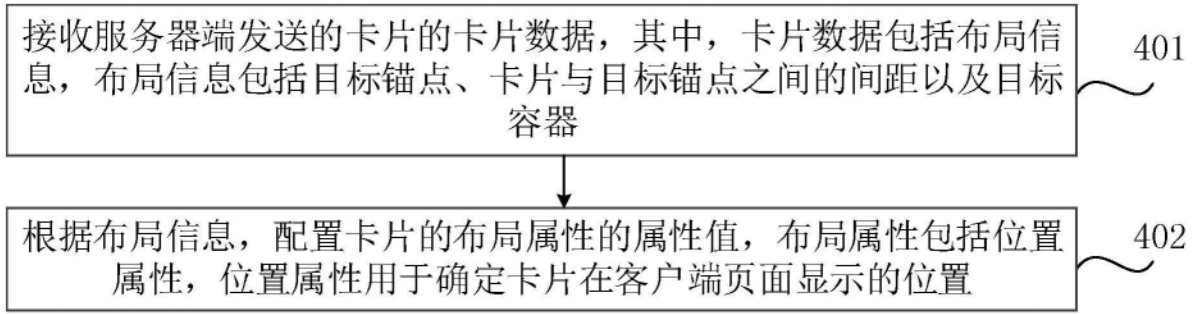 接收服务器端发送的卡片的卡片数据，其中，卡片数据包括布局信
息，布局信息包括目标锚点、卡片与目标锚点之间的间距以及目标
容器
401
根据布局信息，配置卡片的布局属性的属性值，布局属性包括位置
属性，位置属性用于确定卡片在客户端页面显示的位置
402